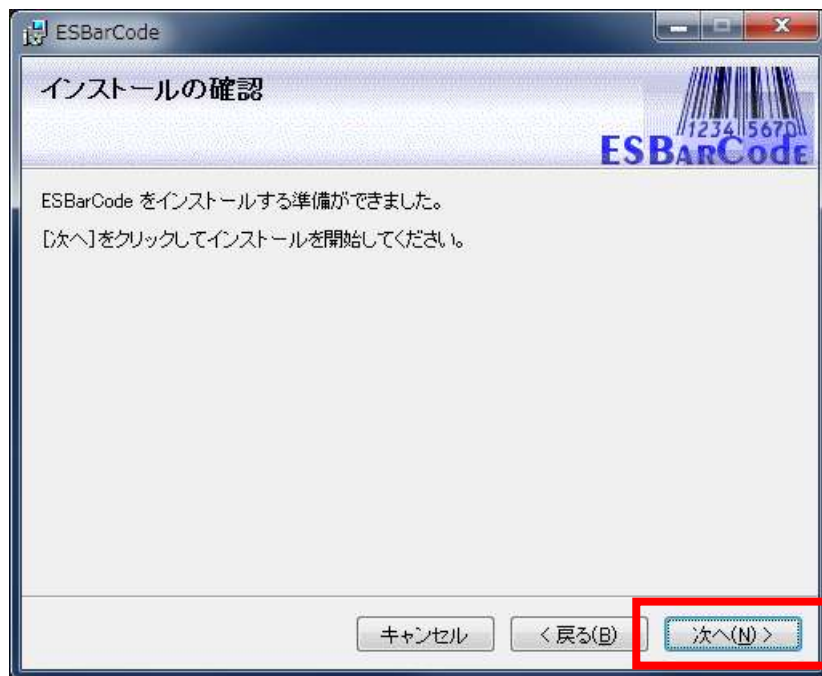 ESBarCode
インストールの確認
1234 5670
ESBARCODE
ESBarCode をインストールする準備ができました。
[次へ]をクリックしてインストールを開始してください。
キャンセル
< 戻る(B)
次へ(N) >